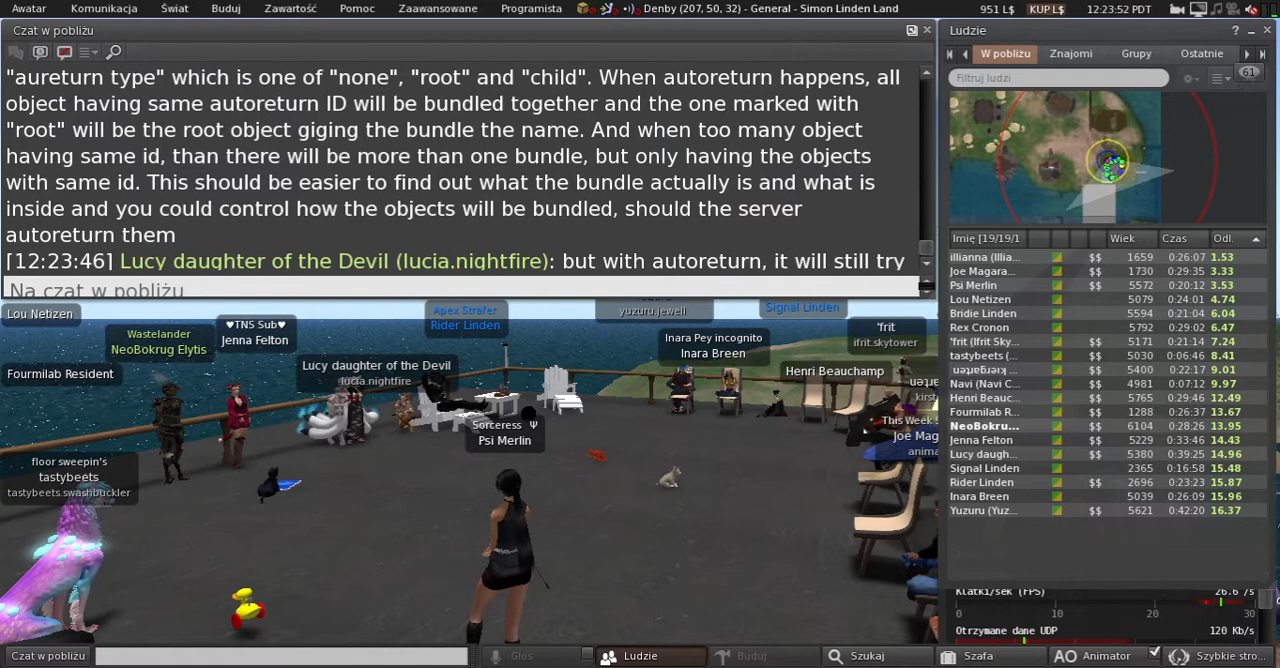 Awatar Komunikacja Świat Buduj Zawartość Pomoc Zaawansowane Programista Denby (207, 50, 32) - General - Simon Linden Land 951 L$ KUP L$ 12:23:52 PDT
Czat w pobliżu
"aureturn type" which is one of "none", "root" and "child". When autoreturn happens, all
object having same autoreturn ID will be bundled together and the one marked with
"root" will be the root object giging the bundle the name. And when too many object
having same id, than there will be more than one bundle, but only having the objects
with same id. This should be easier to find out what the bundle actually is and what is
inside and you could control how the objects will be bundled, should the server
autoreturn them
[12:23:46] Lucy daughter of the Devil (lucia.nightfire): but with autoreturn, it will still try
Na czat w pobliżu
Lou Netizen
Wastelander
NeoBokrug Elytis
♥TNS Sub♥
Jenna Felton
Fourmilab Resident
Apex Strafer
Rider Linden
yuzuru.jewell
Signal Linden
Lucy daughter of the Devil
lucia.nightfire
Inara Pey incognito
Inara Breen
'frit
ifrit.skytower
Henri Beauchamp
Sorceress Ψ
Psi Merlin
kirst
This Week S
Joe Mag
anima
floor sweepin's
tastybeets
tastybeets.swashbuckler
Ludzie
W pobliżu Znajomi Grupy Ostatnie
Filtruj ludzi
61
Imię [19/19/1 Wiek Czas Odl.
illianna (Illia... $$ 1659 0:26:07 1.53
Joe Magara... $$ 1730 0:29:35 3.33
Psi Merlin $$ 5572 0:20:12 3.53
Lou Netizen 5079 0:24:01 4.74
Bridie Linden 5594 0:21:04 6.04
Rex Cronon 5792 0:29:02 6.47
'frit (Ifrit Sky... $$ 5171 0:21:14 7.24
tastybeets (... $$ 5030 0:06:46 8.41
$$ 5400 0:22:17 9.01
Navi (Navi C... $$ 4981 0:07:12 9.97
Henri Beauc... $$ 5765 0:29:46 12.49
Fourmilab R... $$ 1288 0:26:37 13.67
NeoBokru... $$ 6104 0:28:26 13.95
Jenna Felton $$ 5229 0:33:46 14.43
Lucy daugh... $$ 5380 0:39:25 14.96
Signal Linden 2365 0:16:58 15.48
Rider Linden $$ 2696 0:23:23 15.87
Inara Breen 5039 0:26:09 15.96
Yuzuru (Yuz... $$ 5621 0:42:20 16.37
Klatki/sek (FPS) 26.6 /s
0 10 20 30
Otrzymane dane UDP 120 Kb/s
Czat w pobliżu Głos Ludzie Buduj Szukaj Szafa AO Animator Szybkie stro...